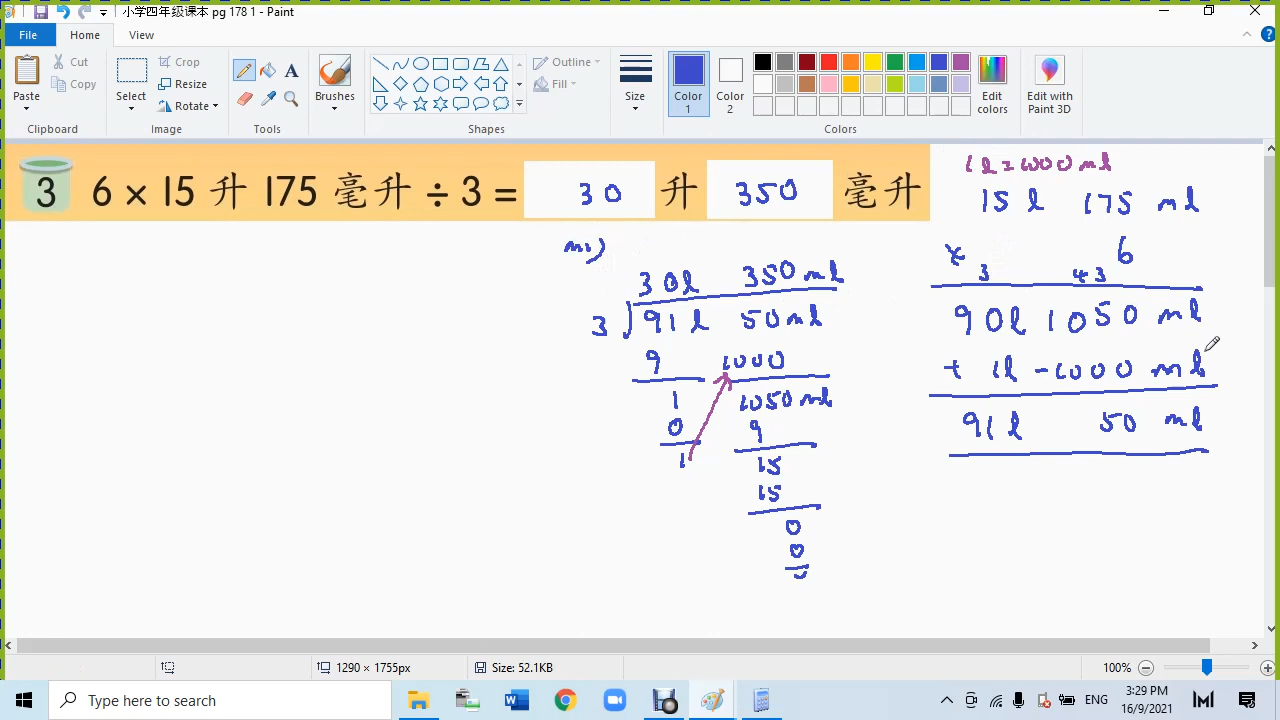 小学四年级课本 pg 178 1 - Paint
File Home View
Paste Cut Copy
Clipboard
Select Crop Resize Rotate
Image
Tools
Brushes
Outline Fill
Shapes
Size
Color 1
Color 2
Edit colors
Colors
Edit with Paint 3D
3 6 × 15 升 175 毫升 ÷ 3 = 30 升 350 毫升
1 l = 1000 ml
15 l 175 ml
× 6
3 43
90 l 1050 ml
+ 1 l - 1000 ml
91 l 50 ml
30 l 350 ml
3 ) 91 l 50 ml
9 1000
1 1050 ml
0 9
1 15
15
0
0
1290 × 1755px Size: 52.1KB 100%
Type here to search
ENG
3:29 PM
16/9/2021